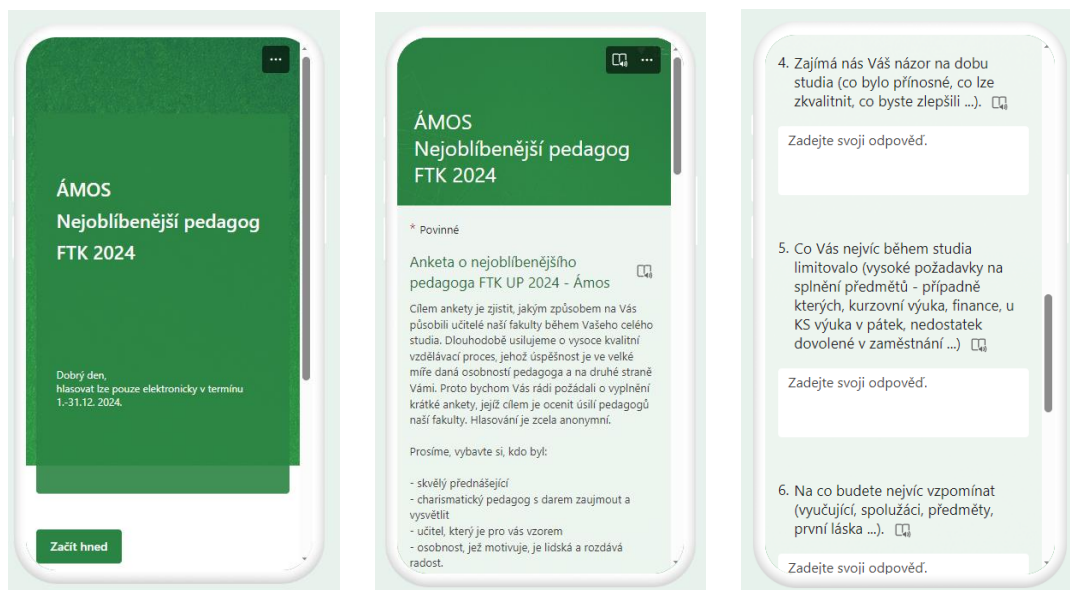 ÁMOS
Nejoblíbenější pedagog
FTK 2024
Dobrý den,
hlasovat lze pouze elektronicky v termínu
1.-31.12. 2024.
Začít hned
ÁMOS
Nejoblíbenější pedagog
FTK 2024
* Povinné
Anketa o nejoblíbenějšího
pedagoga FTK UP 2024 - Ámos
Cílem ankety je zjistit, jakým způsobem na Vás
působili učitelé naší fakulty během Vašeho celého
studia. Dlouhodobě usilujeme o vysoce kvalitní
vzdělávací proces, jehož úspěšnost je ve velké
míře daná osobností pedagoga a na druhé straně
Vámi. Proto bychom Vás rádi požádali o vyplnění
krátké ankety, jejíž cílem je ocenit úsilí pedagogů
naší fakulty. Hlasování je zcela anonymní.
Prosíme, vybavte si, kdo byl:
- skvělý přednášející
- charismatický pedagog s darem zaujmout a
vysvětlit
- učitel, který je pro vás vzorem
- osobnost, jež motivuje, je lidská a rozdává
radost.
4. Zajímá nás Váš názor na dobu
studia (co bylo přínosné, co lze
zkvalitnit, co byste zlepšili ...).
Zadejte svoji odpověď.
5. Co Vás nejvíc během studia
limitovalo (vysoké požadavky na
splnění předmětů - případně
kterých, kurzovní výuka, finance, u
KS výuka v pátek, nedostatek
dovolené v zaměstnání ...)
Zadejte svoji odpověď.
6. Na co budete nejvíc vzpomínat
(vyučující, spolužáci, předměty,
první láska ...).
Zadejte svoji odpověď.